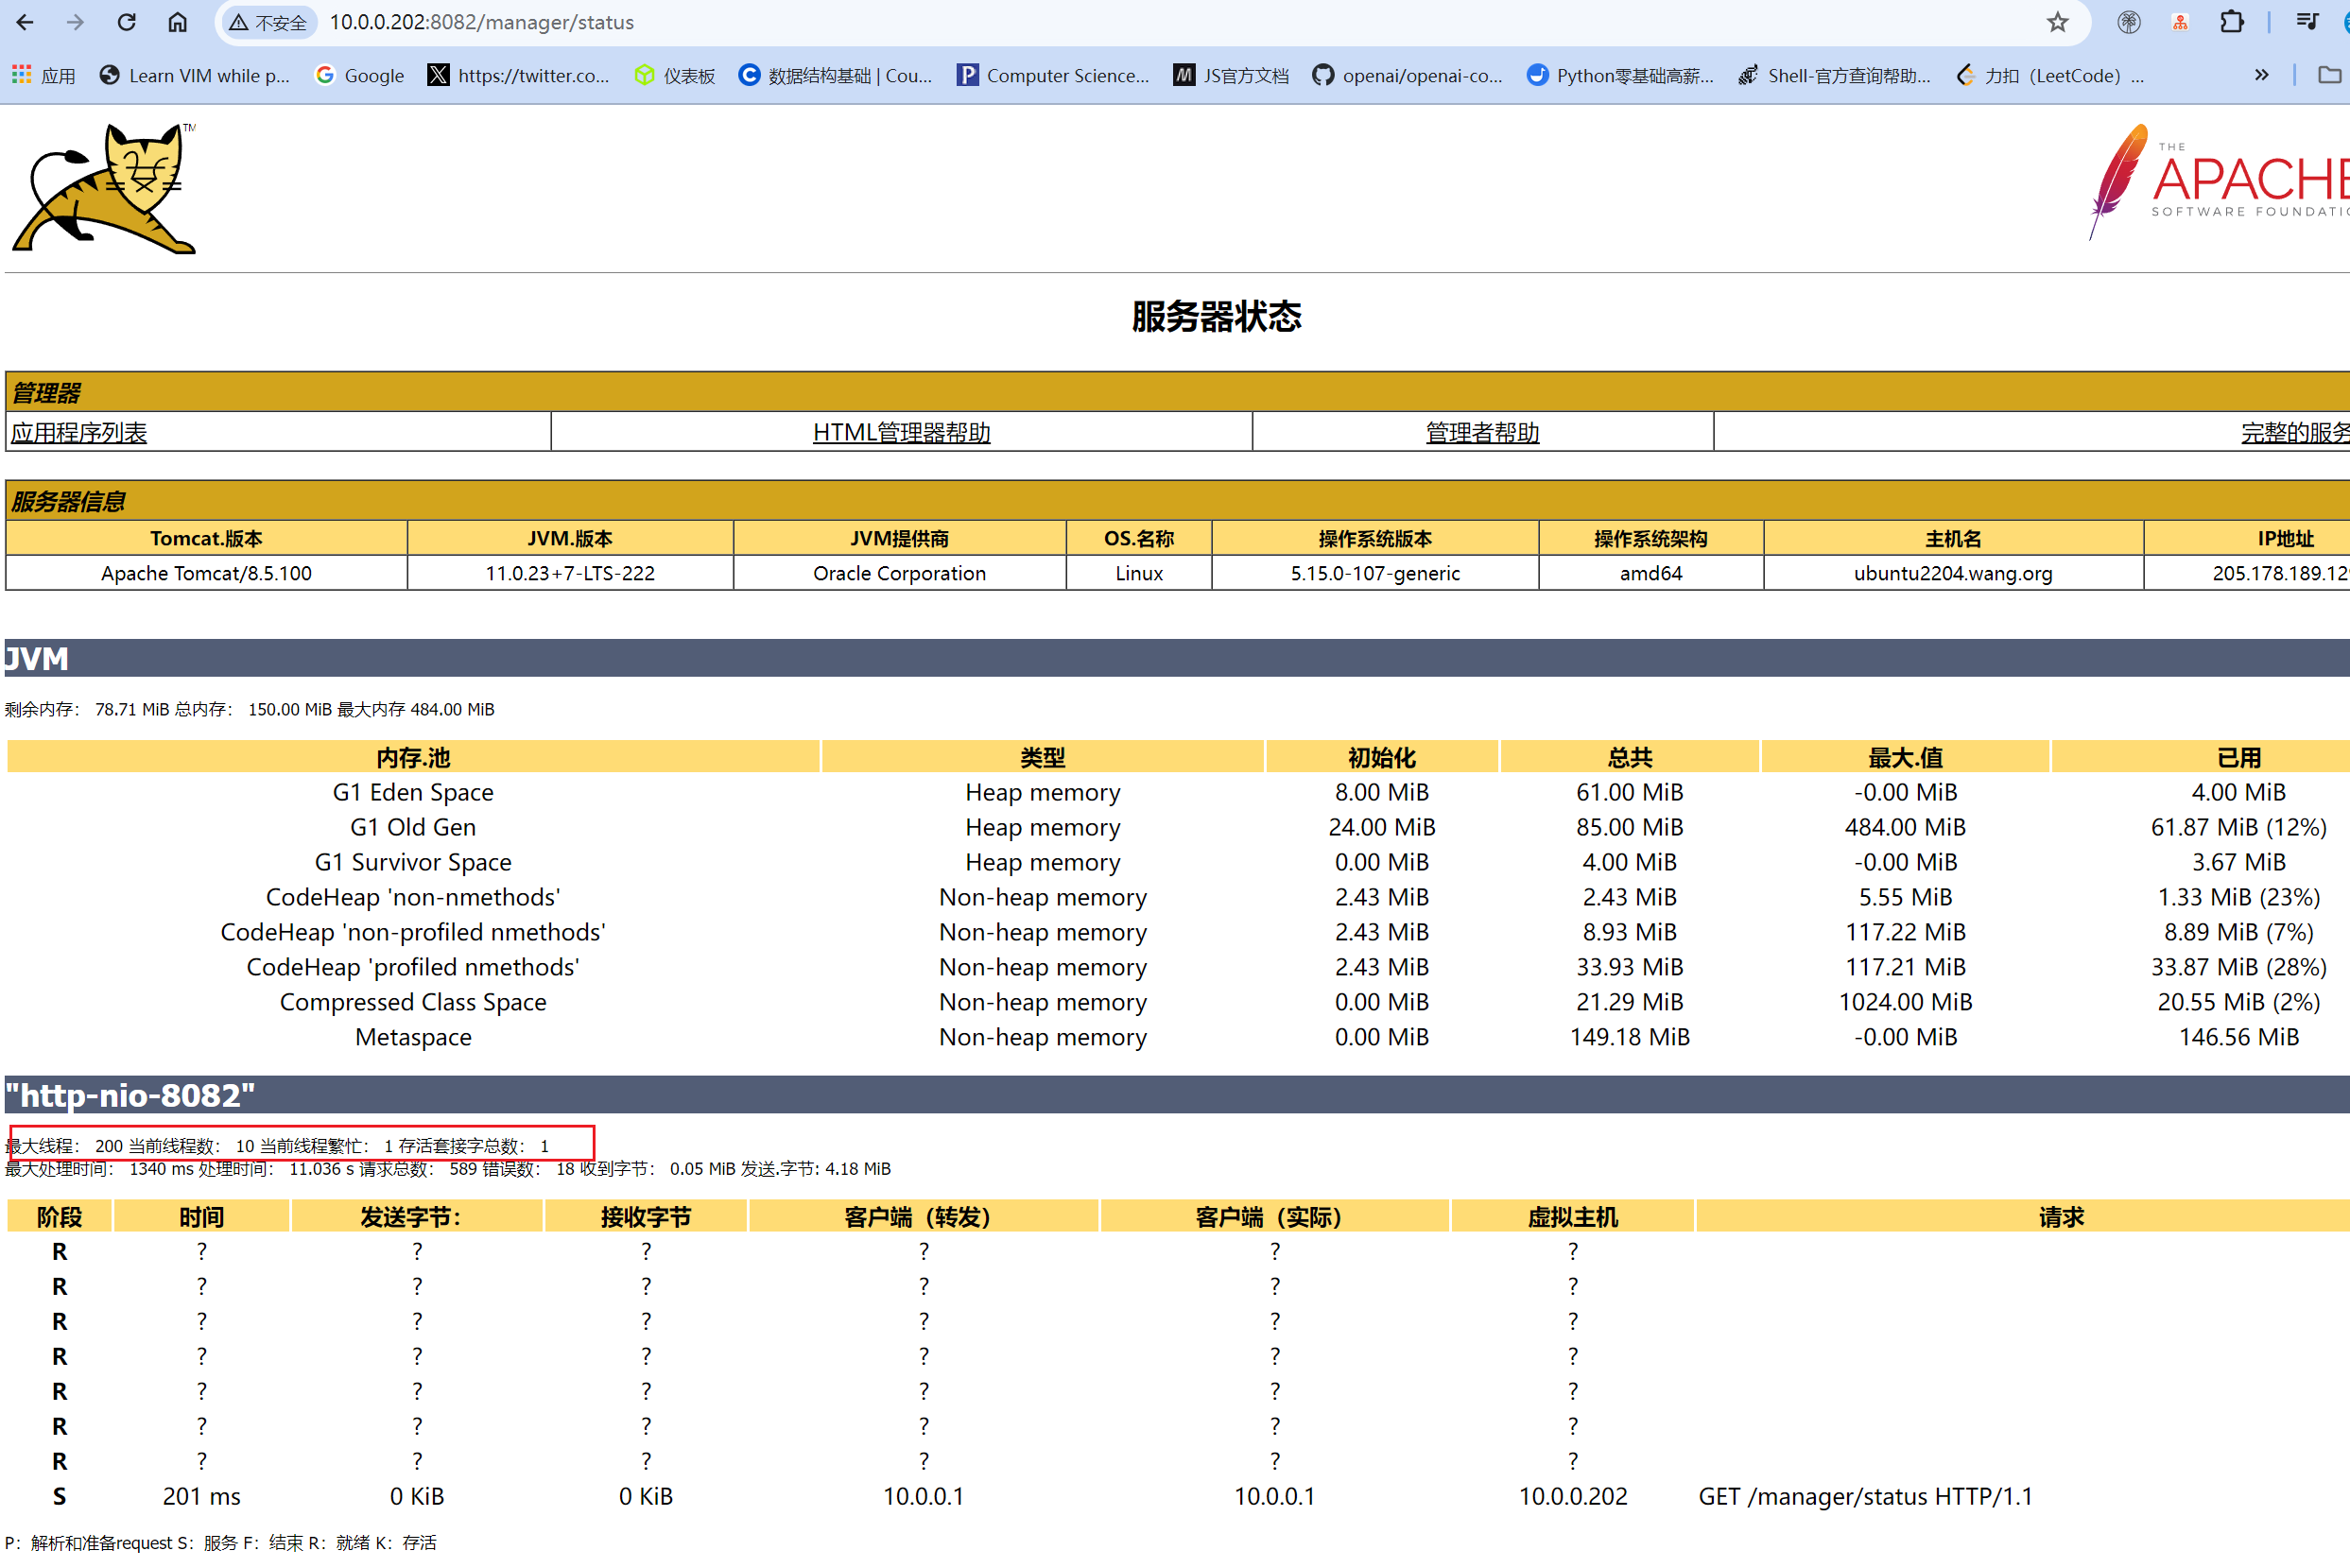 不安全 10.0.0.202:8082/manager/status
应用 Learn VIM while p... Google https://twitter.co... 仪表板 数据结构基础 | Cou... Computer Science... JS官方文档 openai/openai-co... Python零基础高薪... Shell-官方查询帮助... 力扣（LeetCode）... »
TM
THE
APACHE
SOFTWARE FOUNDATIO
服务器状态
管理器
应用程序列表 HTML管理器帮助 管理者帮助 完整的服务
服务器信息
Tomcat.版本 JVM.版本 JVM提供商 OS.名称 操作系统版本 操作系统架构 主机名 IP地址
Apache Tomcat/8.5.100 11.0.23+7-LTS-222 Oracle Corporation Linux 5.15.0-107-generic amd64 ubuntu2204.wang.org 205.178.189.12
JVM
剩余内存： 78.71 MiB 总内存： 150.00 MiB 最大内存 484.00 MiB
内存.池 类型 初始化 总共 最大.值 已用
G1 Eden Space Heap memory 8.00 MiB 61.00 MiB -0.00 MiB 4.00 MiB
G1 Old Gen Heap memory 24.00 MiB 85.00 MiB 484.00 MiB 61.87 MiB (12%)
G1 Survivor Space Heap memory 0.00 MiB 4.00 MiB -0.00 MiB 3.67 MiB
CodeHeap 'non-nmethods' Non-heap memory 2.43 MiB 2.43 MiB 5.55 MiB 1.33 MiB (23%)
CodeHeap 'non-profiled nmethods' Non-heap memory 2.43 MiB 8.93 MiB 117.22 MiB 8.89 MiB (7%)
CodeHeap 'profiled nmethods' Non-heap memory 2.43 MiB 33.93 MiB 117.21 MiB 33.87 MiB (28%)
Compressed Class Space Non-heap memory 0.00 MiB 21.29 MiB 1024.00 MiB 20.55 MiB (2%)
Metaspace Non-heap memory 0.00 MiB 149.18 MiB -0.00 MiB 146.56 MiB
"http-nio-8082"
最大线程： 200 当前线程数： 10 当前线程繁忙： 1 存活套接字总数： 1
最大处理时间： 1340 ms 处理时间： 11.036 s 请求总数： 589 错误数： 18 收到字节： 0.05 MiB 发送.字节: 4.18 MiB
阶段 时间 发送字节： 接收字节 客户端（转发） 客户端（实际） 虚拟主机 请求
R ? ? ? ? ? ?
R ? ? ? ? ? ?
R ? ? ? ? ? ?
R ? ? ? ? ? ?
R ? ? ? ? ? ?
R ? ? ? ? ? ?
R ? ? ? ? ? ?
S 201 ms 0 KiB 0 KiB 10.0.0.1 10.0.0.1 10.0.0.202 GET /manager/status HTTP/1.1
P：解析和准备request S：服务 F：结束 R：就绪 K：存活